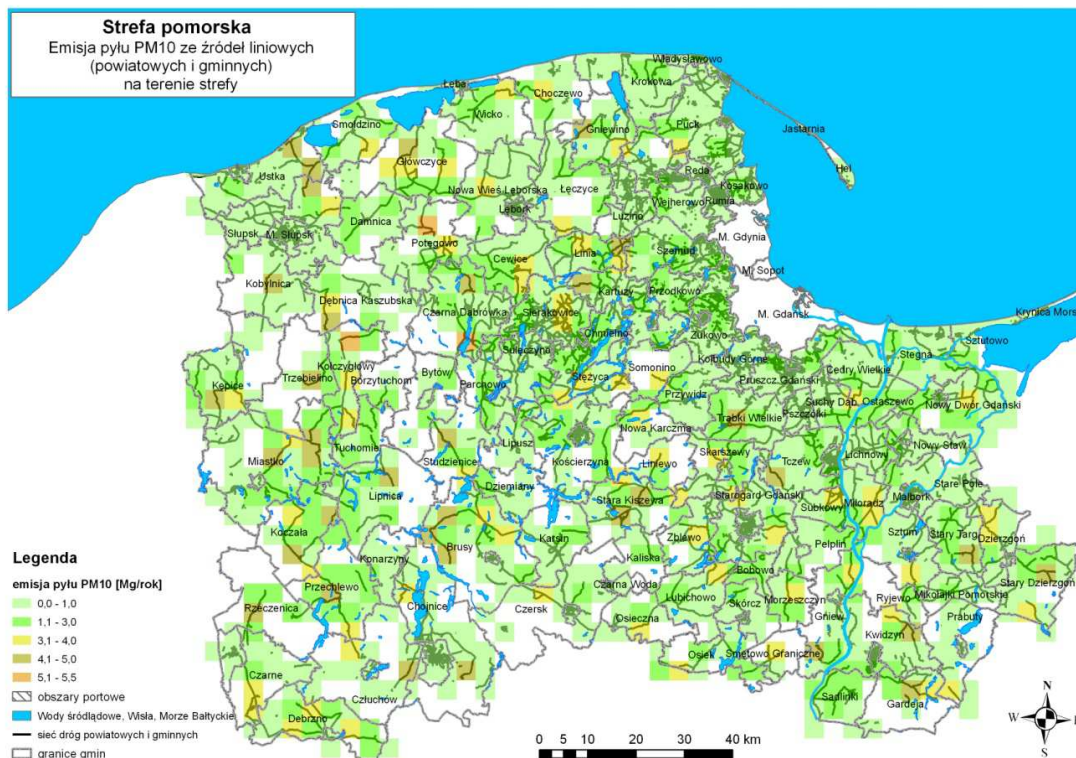 Strefa pomorska
Emisja pyłu PM10 ze źródeł liniowych
(powiatowych i gminnych)
na terenie strefy
Władysławowo
Krokowa
Łeba
Choczewo
Wicko
Smołdzino
Gniewino
Puck
Jastarnia
Główczyce
Ustka
Reda
Hel
Kosakowo
Nowa Wieś Lęborska
Łęczyce
Wejherowo
Rumia
Lębork
Luzino
Damnica
Słupsk
M. Słupsk
M. Gdynia
Potęgowo
Szemud
Linia
Cewice
M. Sopot
Kobylnica
Kartuzy
Przodkowo
Dębnica Kaszubska
Czarna Dąbrówka
Sierakowice
M. Gdańsk
Krynica Mors
Chmielno
Żukowo
Sztutowo
Sulęczyno
Stegna
Kolbudy Górne
Kołczygłowy
Bytów
Somonino
Cedry Wielkie
Trzebielino
Borzytuchom
Kępice
Parchowo
Stężyca
Pruszcz Gdański
Przywidz
Suchy Dąb
Ostaszewo
Nowy Dwór Gdański
Pszczółki
Trąbki Wielkie
Nowa Karczma
Tuchomie
Lipusz
Kościerzyna
Skarszewy
Lichnowy
Nowy Staw
Miastko
Studzienice
Liniewo
Tczew
Dziemiany
Stare Pole
Lipnica
Stara Kiszewa
Starogard Gdański
Subkowy
Miłoradz
Malbork
Koczała
Karsin
Zblewo
Sztum
Stary Targ
Dzierzgoń
Brusy
Pelplin
Konarzyny
Kaliska
Bobowo
Przechlewo
Czarna Woda
Stary Dzierzgoń
Rzeczenica
Chojnice
Czersk
Lubichowo
Skórcz
Morzeszczyn
Ryjewo
Mikołajki Pomorskie
Osieczna
Gniew
Prabuty
Kwidzyn
Czarne
Osiek
Smętowo Graniczne
Człuchów
Sadlinki
Gardeja
Debrzno
Legenda
emisja pyłu PM10 [Mg/rok]
0,0 - 1,0
1,1 - 3,0
3,1 - 4,0
4,1 - 5,0
5,1 - 5,5
obszary portowe
Wody śródlądowe, Wisła, Morze Bałtyckie
sieć dróg powiatowych i gminnych
granice gmin
0 5 10 20 30 40 km
N
W
S